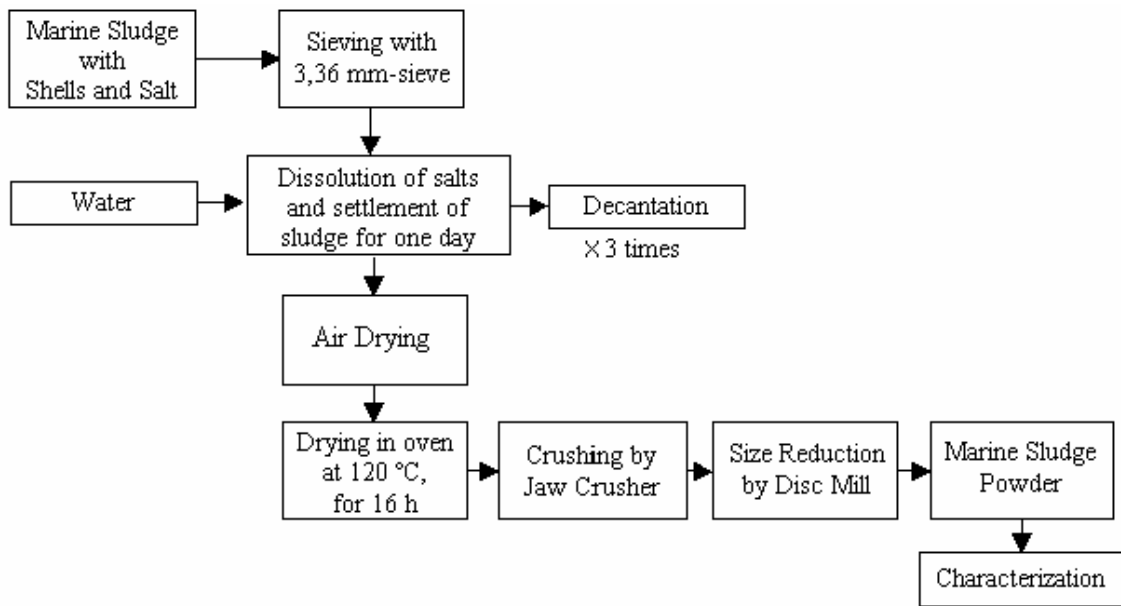 Marine Sludge
with
Shells and Salt
Sieving with
3,36 mm-sieve
Water
Dissolution of salts
and settlement of
sludge for one day
Decantation
×3 times
Air Drying
Drying in oven
at 120 ºC,
for 16 h
Crushing by
Jaw Crusher
Size Reduction
by Disc Mill
Marine Sludge
Powder
Characterization